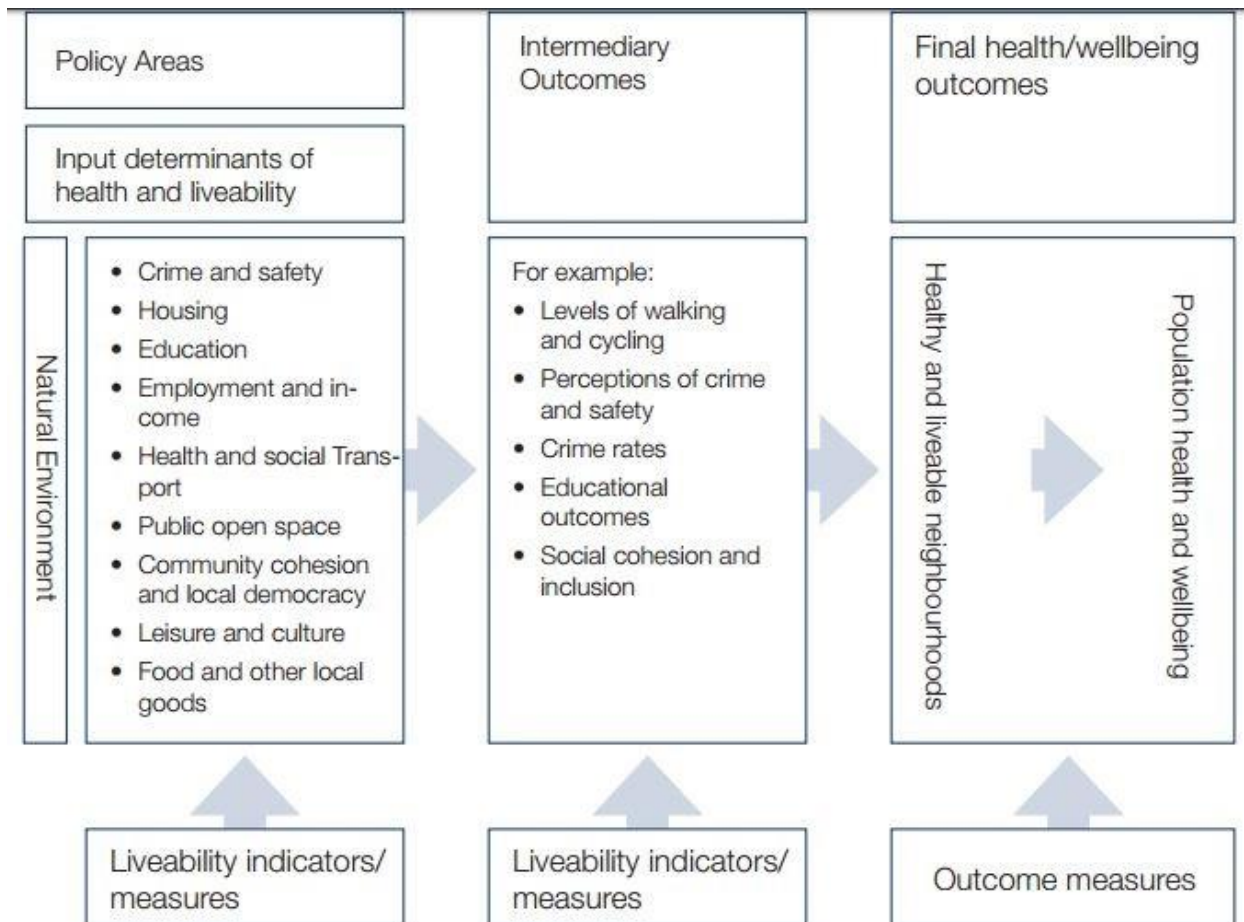 Policy Areas
Input determinants of
health and liveability
Natural Environment
• Crime and safety
• Housing
• Education
• Employment and in-
come
• Health and social Trans-
port
• Public open space
• Community cohesion
and local democracy
• Leisure and culture
• Food and other local
goods
Liveability indicators/
measures
Intermediary
Outcomes
For example:
• Levels of walking
and cycling
• Perceptions of crime
and safety
• Crime rates
• Educational
outcomes
• Social cohesion and
inclusion
Liveability indicators/
measures
Final health/wellbeing
outcomes
Healthy and liveable neighbourhoods
Population health and wellbeing
Outcome measures